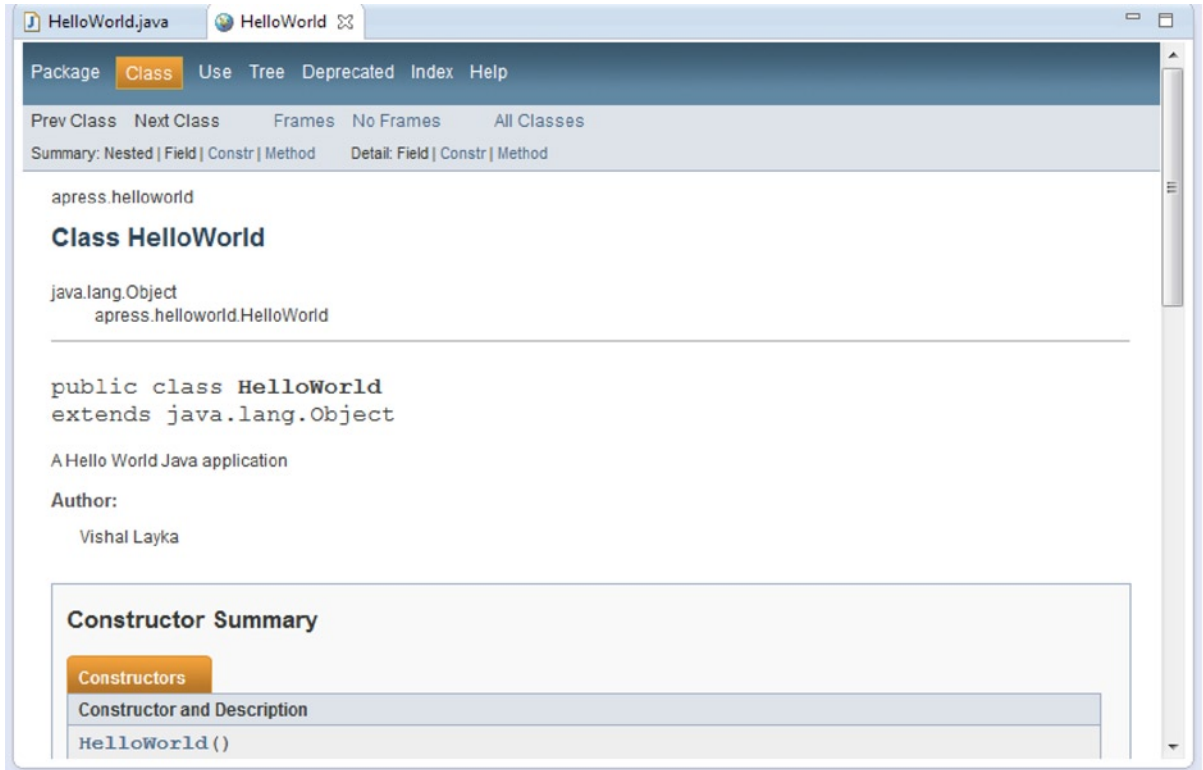 HelloWorld.java HelloWorld
Package Class Use Tree Deprecated Index Help
Prev Class Next Class Frames No Frames All Classes
Summary: Nested | Field | Constr | Method Detail: Field | Constr | Method
apress.helloworld
Class HelloWorld
java.lang.Object
apress.helloworld.HelloWorld
public class HelloWorld
extends java.lang.Object
A Hello World Java application
Author:
Vishal Layka
Constructor Summary
Constructors
Constructor and Description
HelloWorld()